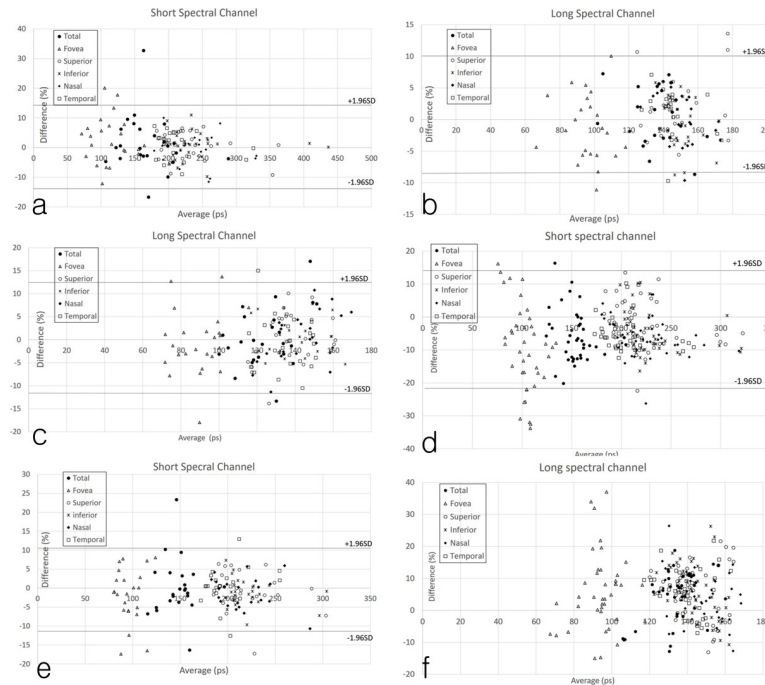 Short Spectral Channel
40
• Total
△ Fovea
○ Superior
× Inferior
◆ Nasal
□ Temporal
30
20
+1.96SD
10
0
0 50 100 150 200 250 300 350 400 450 500
-10
-1.96SD
-20
Difference (%)
Average (ps)
a
Long Spectral Channel
15
• Total
△ Fovea
○ Superior
× Inferior
◆ Nasal
□ Temporal
10
+1.96SD
5
0
0 20 40 60 80 100 120 140 160 180
-5
-1.96SD
-10
-15
Difference (%)
Average (ps)
b
Long Spectral Channel
20
• Total
△ Fovea
○ Superior
× Inferior
◆ Nasal
□ Temporal
15
+1.96SD
10
5
0
0 20 40 60 80 100 120 140 160 180
-5
-10
-1.96SD
-15
-20
Difference (%)
Average (ps)
c
Short spectral channel
30
• Total
△ Fovea
○ Superior
× Inferior
◆ Nasal
□ Temporal
20
+1.96SD
10
0
0 50 100 150 200 250 300
-10
-20
-1.96SD
-30
-40
Difference (%)
Average (ps)
d
Short Specral Channel
30
• Total
△ Fovea
○ Superior
× inferior
◆ Nasal
□ Temporal
25
20
15
+1.96SD
10
5
0
0 50 100 150 200 250 300 350
-5
-10
-1.96SD
-15
-20
Difference (%)
Average (ps)
e
Long spectral channel
40
• Total
△ Fovea
○ Superior
× Inferior
◆ Nasal
□ Temporal
30
20
10
0
0 20 40 60 80 100 120 140 160
-10
-20
Difference (%)
Average (ps)
f